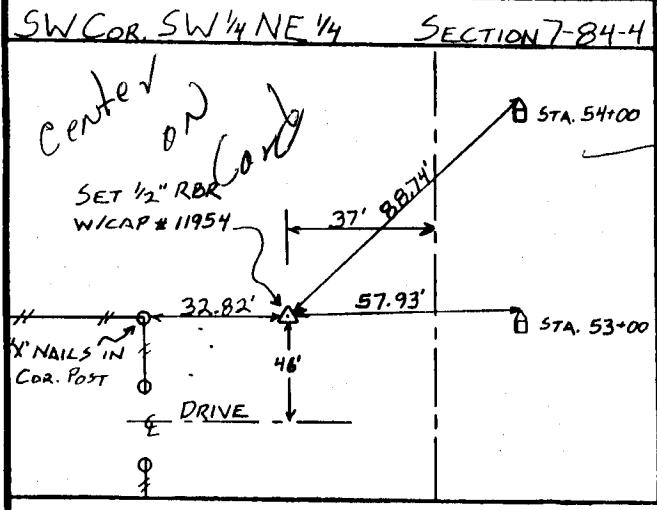 SW COR. SW 1/4 NE 1/4 SECTION 7-84-4
Center
on
Card
STA. 54+00
SET 1/2" RBR
W/CAP # 11954
88.74'
37'
32.82'
57.93'
STA. 53+00
"X" NAILS IN
COR. POST
46'
℄ DRIVE